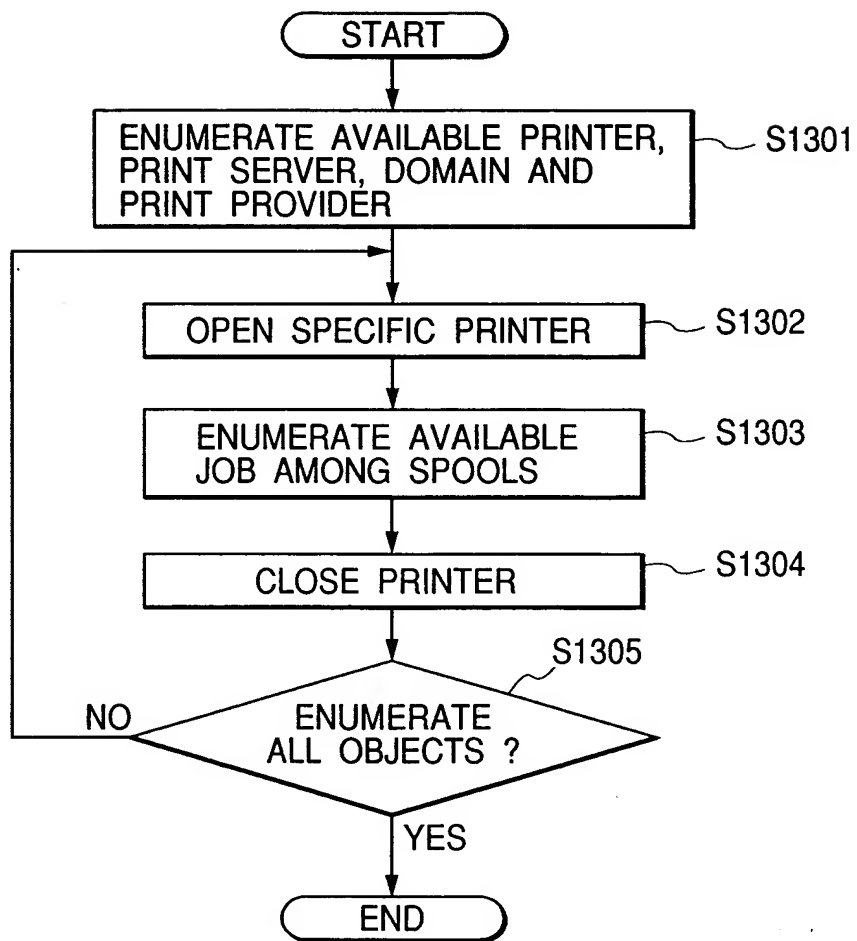 START
ENUMERATE AVAILABLE PRINTER,
PRINT SERVER, DOMAIN AND
PRINT PROVIDER
S1301
OPEN SPECIFIC PRINTER
S1302
ENUMERATE AVAILABLE
JOB AMONG SPOOLS
S1303
CLOSE PRINTER
S1304
S1305
ENUMERATE
ALL OBJECTS ?
NO
YES
END